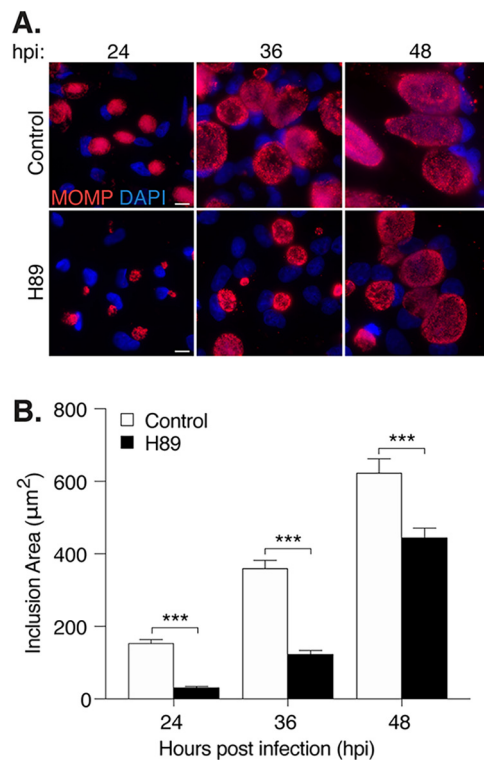 A.
hpi: 24 36 48
Control
MOMP DAPI
H89
B.
800
Control
H89
600
400
200
0
***
***
***
Inclusion Area (μm²)
24 36 48
Hours post infection (hpi)